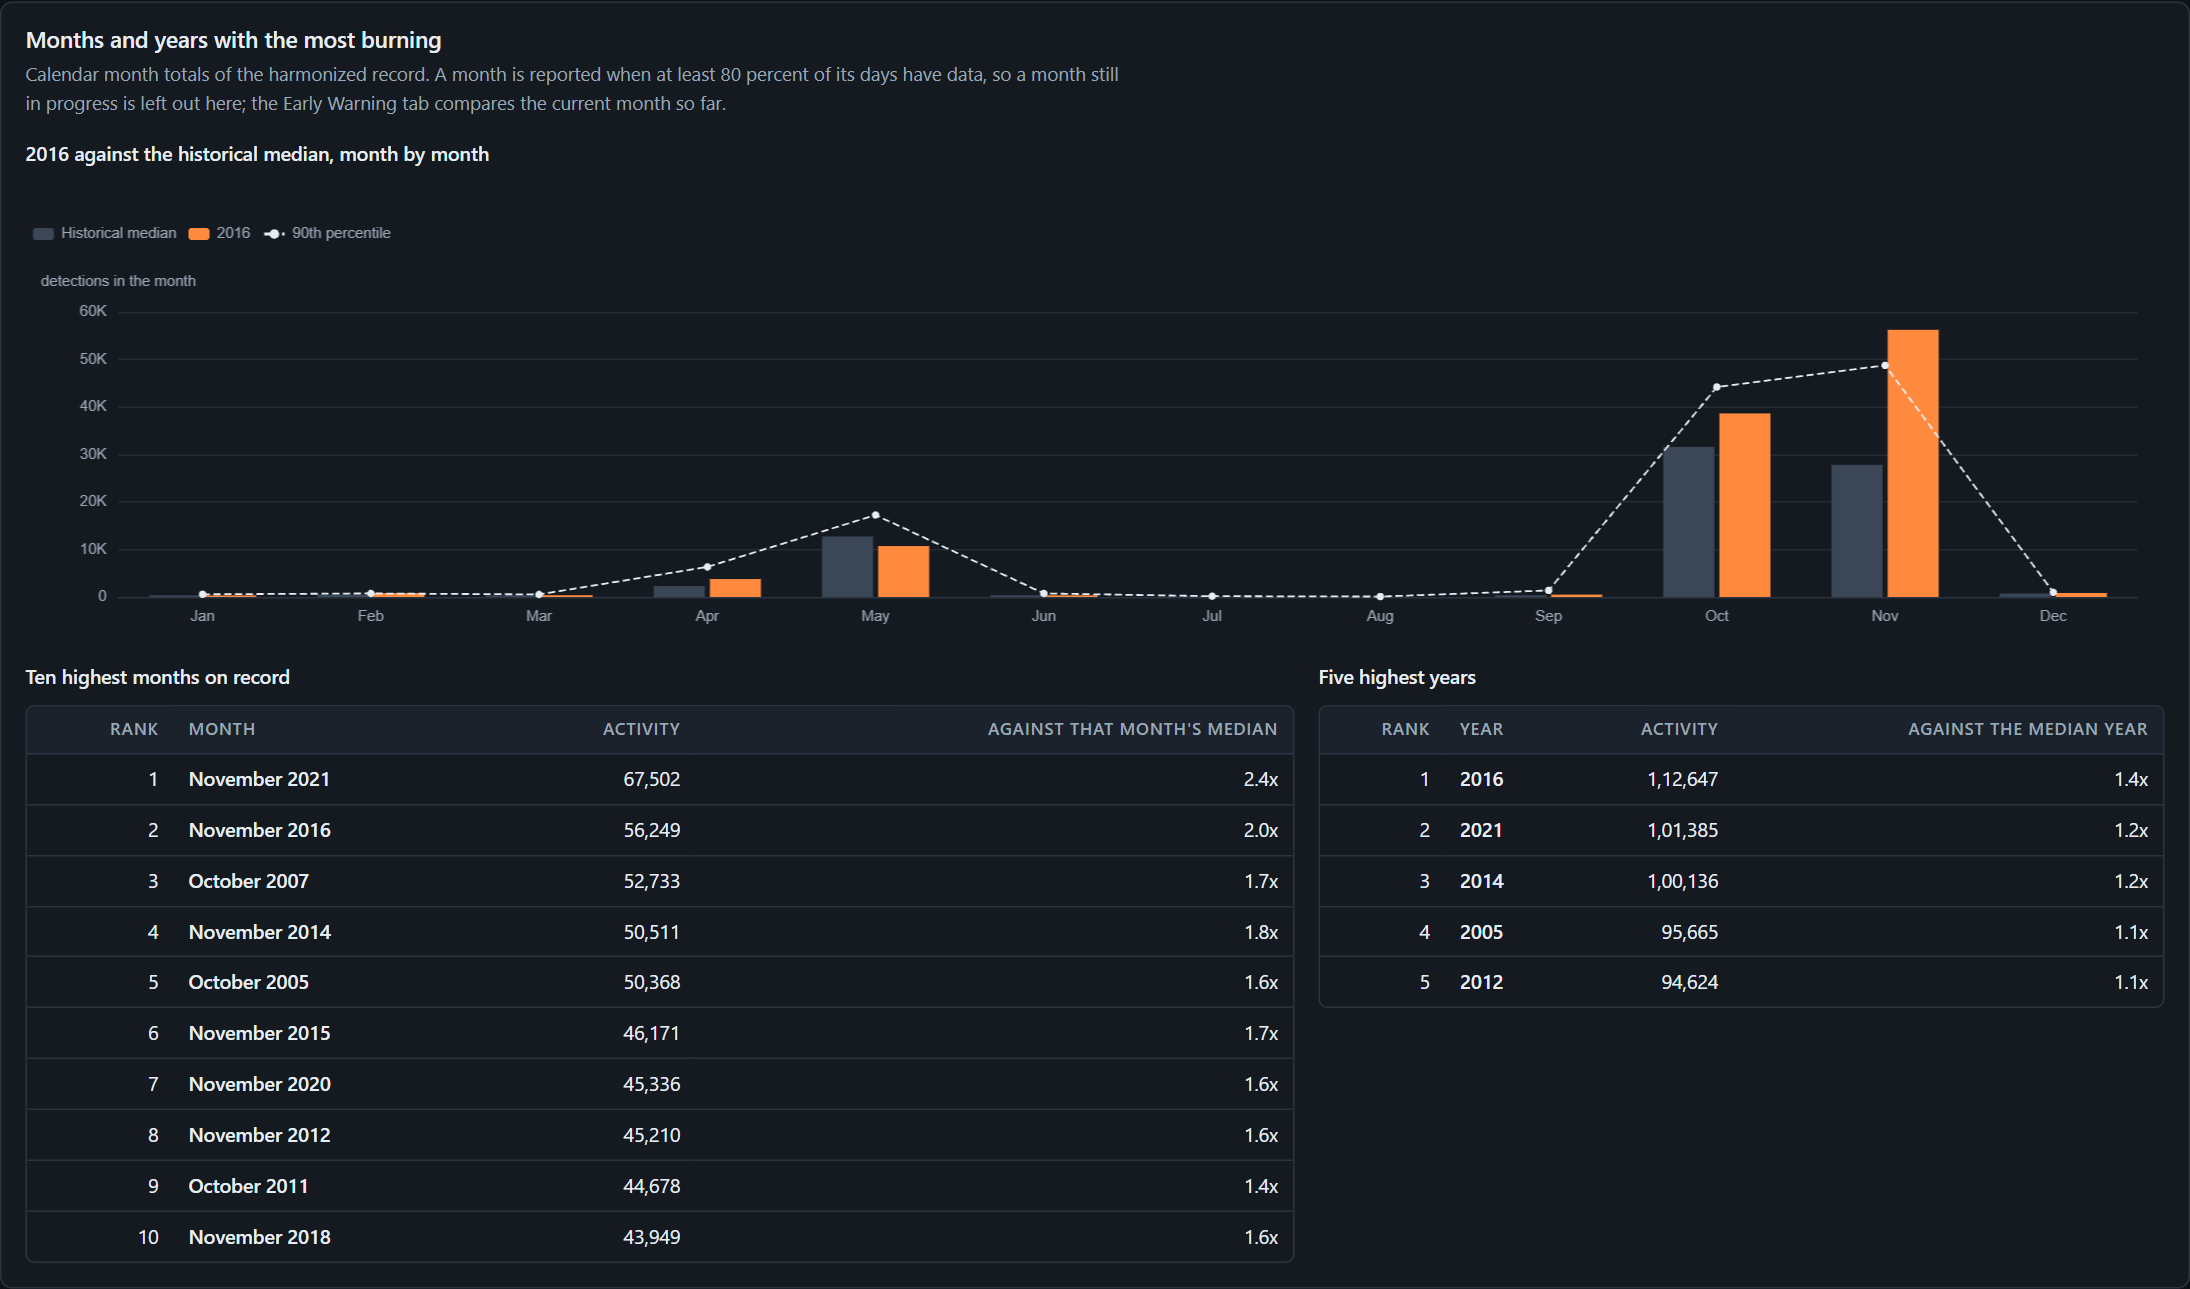 Months and years with the most burning
Calendar month totals of the harmonized record. A month is reported when at least 80 percent of its days have data, so a month still
in progress is left out here; the Early Warning tab compares the current month so far.
2016 against the historical median, month by month
Historical median 2016 90th percentile
detections in the month
60K
50K
40K
30K
20K
10K
0
Jan Feb Mar Apr May Jun Jul Aug Sep Oct Nov Dec
Ten highest months on record
RANK MONTH ACTIVITY AGAINST THAT MONTH'S MEDIAN
1 November 2021 67,502 2.4x
2 November 2016 56,249 2.0x
3 October 2007 52,733 1.7x
4 November 2014 50,511 1.8x
5 October 2005 50,368 1.6x
6 November 2015 46,171 1.7x
7 November 2020 45,336 1.6x
8 November 2012 45,210 1.6x
9 October 2011 44,678 1.4x
10 November 2018 43,949 1.6x
Five highest years
RANK YEAR ACTIVITY AGAINST THE MEDIAN YEAR
1 2016 1,12,647 1.4x
2 2021 1,01,385 1.2x
3 2014 1,00,136 1.2x
4 2005 95,665 1.1x
5 2012 94,624 1.1x